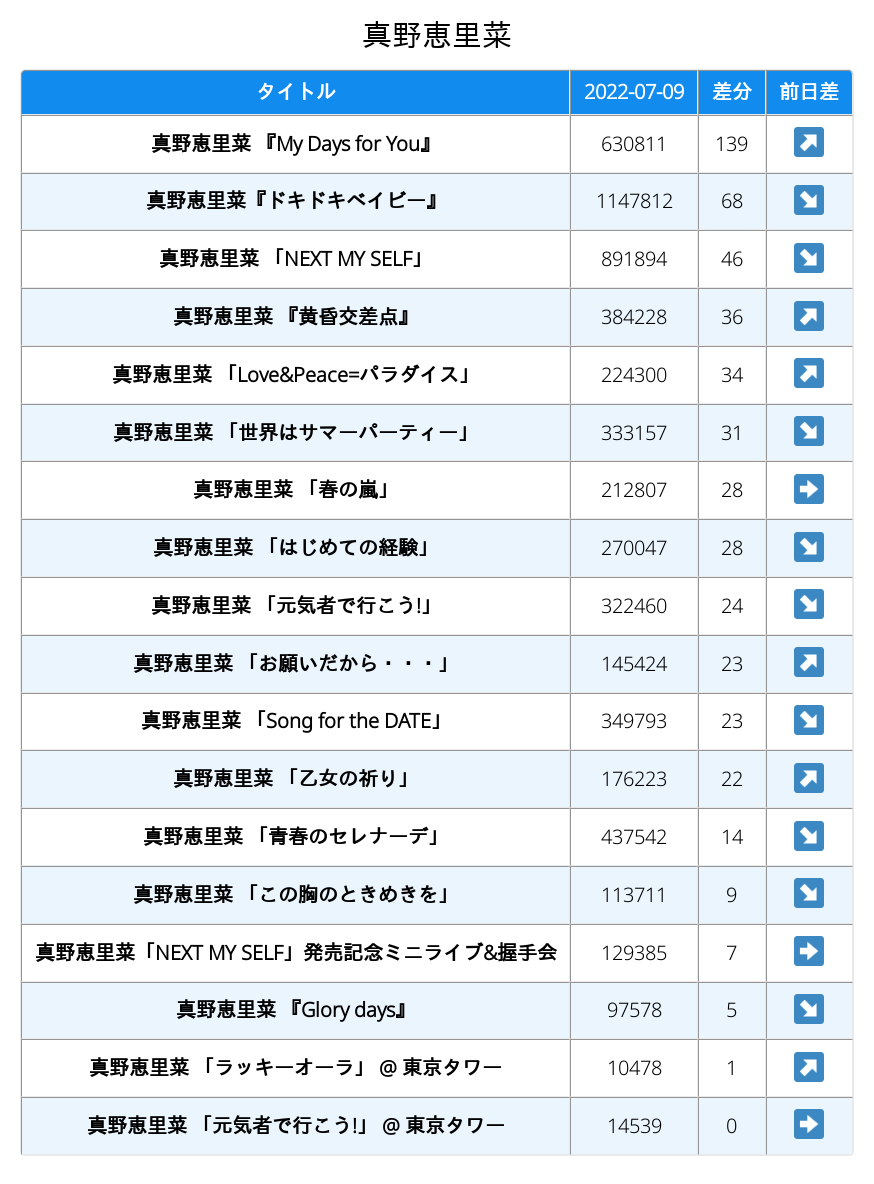 真野恵里菜
タイトル 2022-07-09 差分 前日差
真野恵里菜 『My Days for You』 630811 139 ↗
真野恵里菜『ドキドキベイビー』 1147812 68 ↘
真野恵里菜 「NEXT MY SELF」 891894 46 ↘
真野恵里菜 『黄昏交差点』 384228 36 ↗
真野恵里菜 「Love&Peace=パラダイス」 224300 34 ↗
真野恵里菜 「世界はサマーパーティー」 333157 31 ↘
真野恵里菜 「春の嵐」 212807 28 ➡
真野恵里菜 「はじめての経験」 270047 28 ↘
真野恵里菜 「元気者で行こう!」 322460 24 ↘
真野恵里菜 「お願いだから・・・」 145424 23 ↗
真野恵里菜 「Song for the DATE」 349793 23 ↘
真野恵里菜 「乙女の祈り」 176223 22 ↗
真野恵里菜 「青春のセレナーデ」 437542 14 ↘
真野恵里菜 「この胸のときめきを」 113711 9 ↘
真野恵里菜「NEXT MY SELF」発売記念ミニライブ&握手会 129385 7 ➡
真野恵里菜 『Glory days』 97578 5 ↘
真野恵里菜 「ラッキーオーラ」 @ 東京タワー 10478 1 ↗
真野恵里菜 「元気者で行こう!」 @ 東京タワー 14539 0 ➡